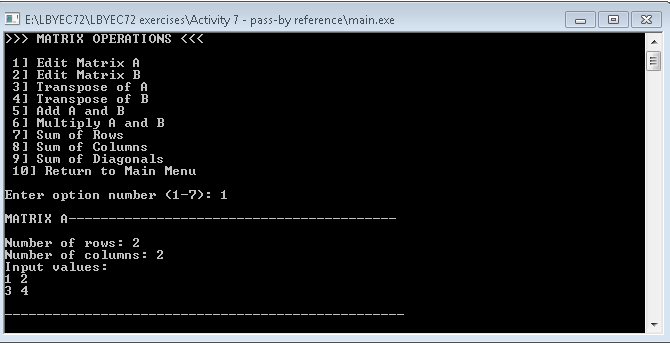 E:\LBYEC72\LBYEC72 exercises\Activity 7 - pass-by reference\main.exe
>>> MATRIX OPERATIONS <<<
1] Edit Matrix A
2] Edit Matrix B
3] Transpose of A
4] Transpose of B
5] Add A and B
6] Multiply A and B
7] Sum of Rows
8] Sum of Columns
9] Sum of Diagonals
10] Return to Main Menu
Enter option number (1-7): 1
MATRIX A-----------------------------------------
Number of rows: 2
Number of columns: 2
Input values:
1 2
3 4
--------------------------------------------------